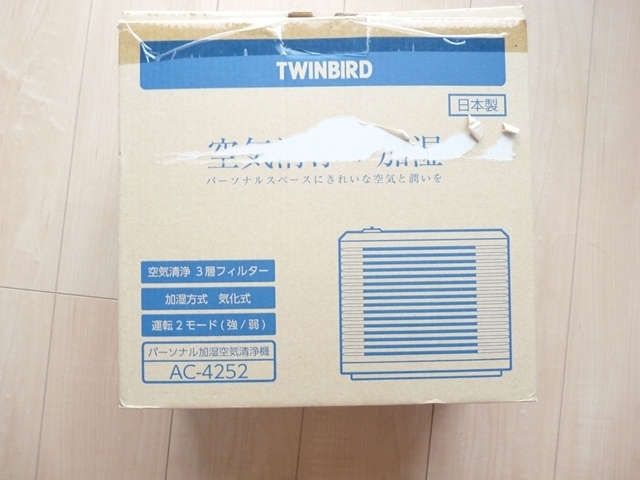 TWINBIRD
日本製
空気清浄 加湿
パーソナルスペースにきれいな空気と潤いを
空気清浄 3層フィルター
加湿方式 気化式
運転2モード(強/弱)
パーソナル加湿空気清浄機
AC-4252